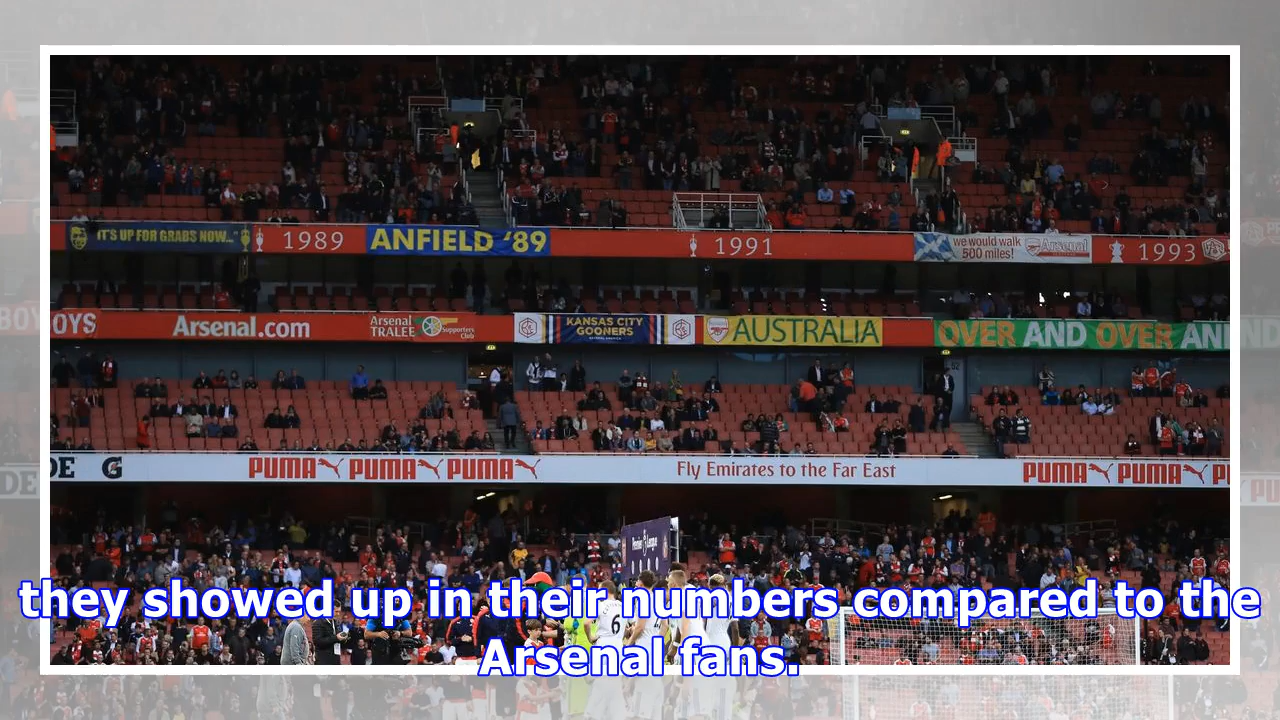 IT'S UP FOR GRABS NOW... 1989 ANFIELD '89 1991 we would walk 500 miles! Arsenal 1993
OYS Arsenal.com Arsenal TRALEE Supporters Club KANSAS CITY GOONERS AUSTRALIA OVER AND OVER AN
DE G PUMA PUMA PUMA Fly Emirates to the Far East PUMA PUMA P
Premier League
6
they showed up in their numbers compared to the
Arsenal fans.